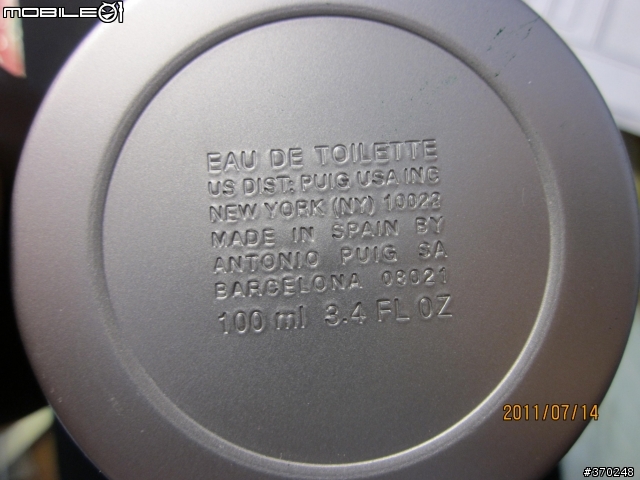 MOBILE01
EAU DE TOILETTE
US DIST: PUIG USA INC
NEW YORK (NY) 10023
MADE IN SPAIN BY
ANTONIO PUIG SA
BARCELONA 08021
100 ml 3.4 FL OZ
2011/07/14
#370248